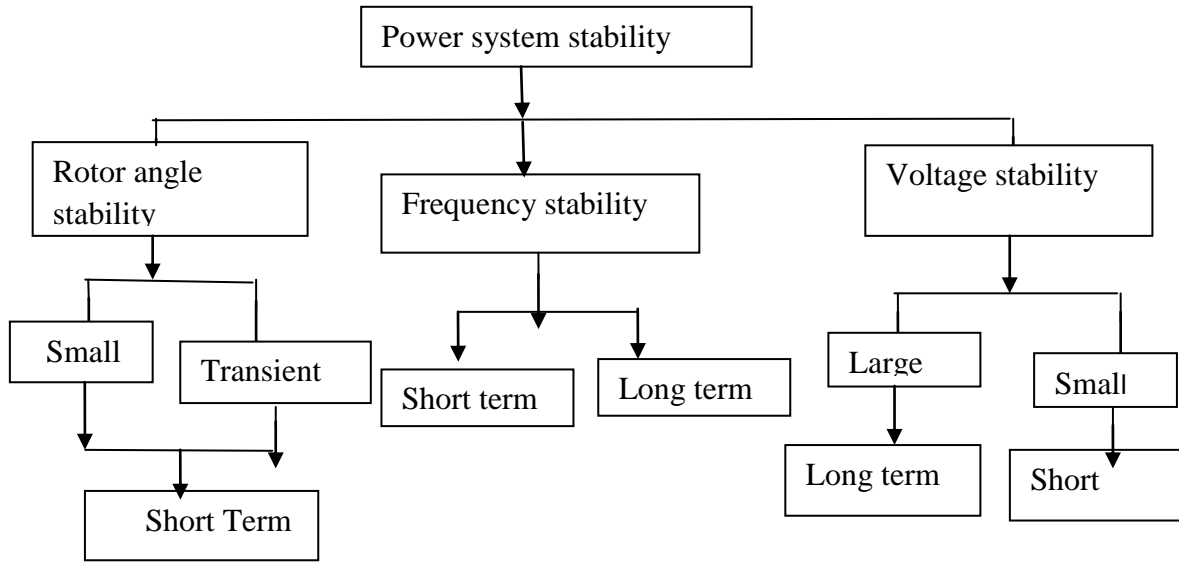 Power system stability
Rotor angle
stability
Frequency stability
Voltage stability
Small
Transient
Short term
Long term
Large
Small
Long term
Short
Short Term